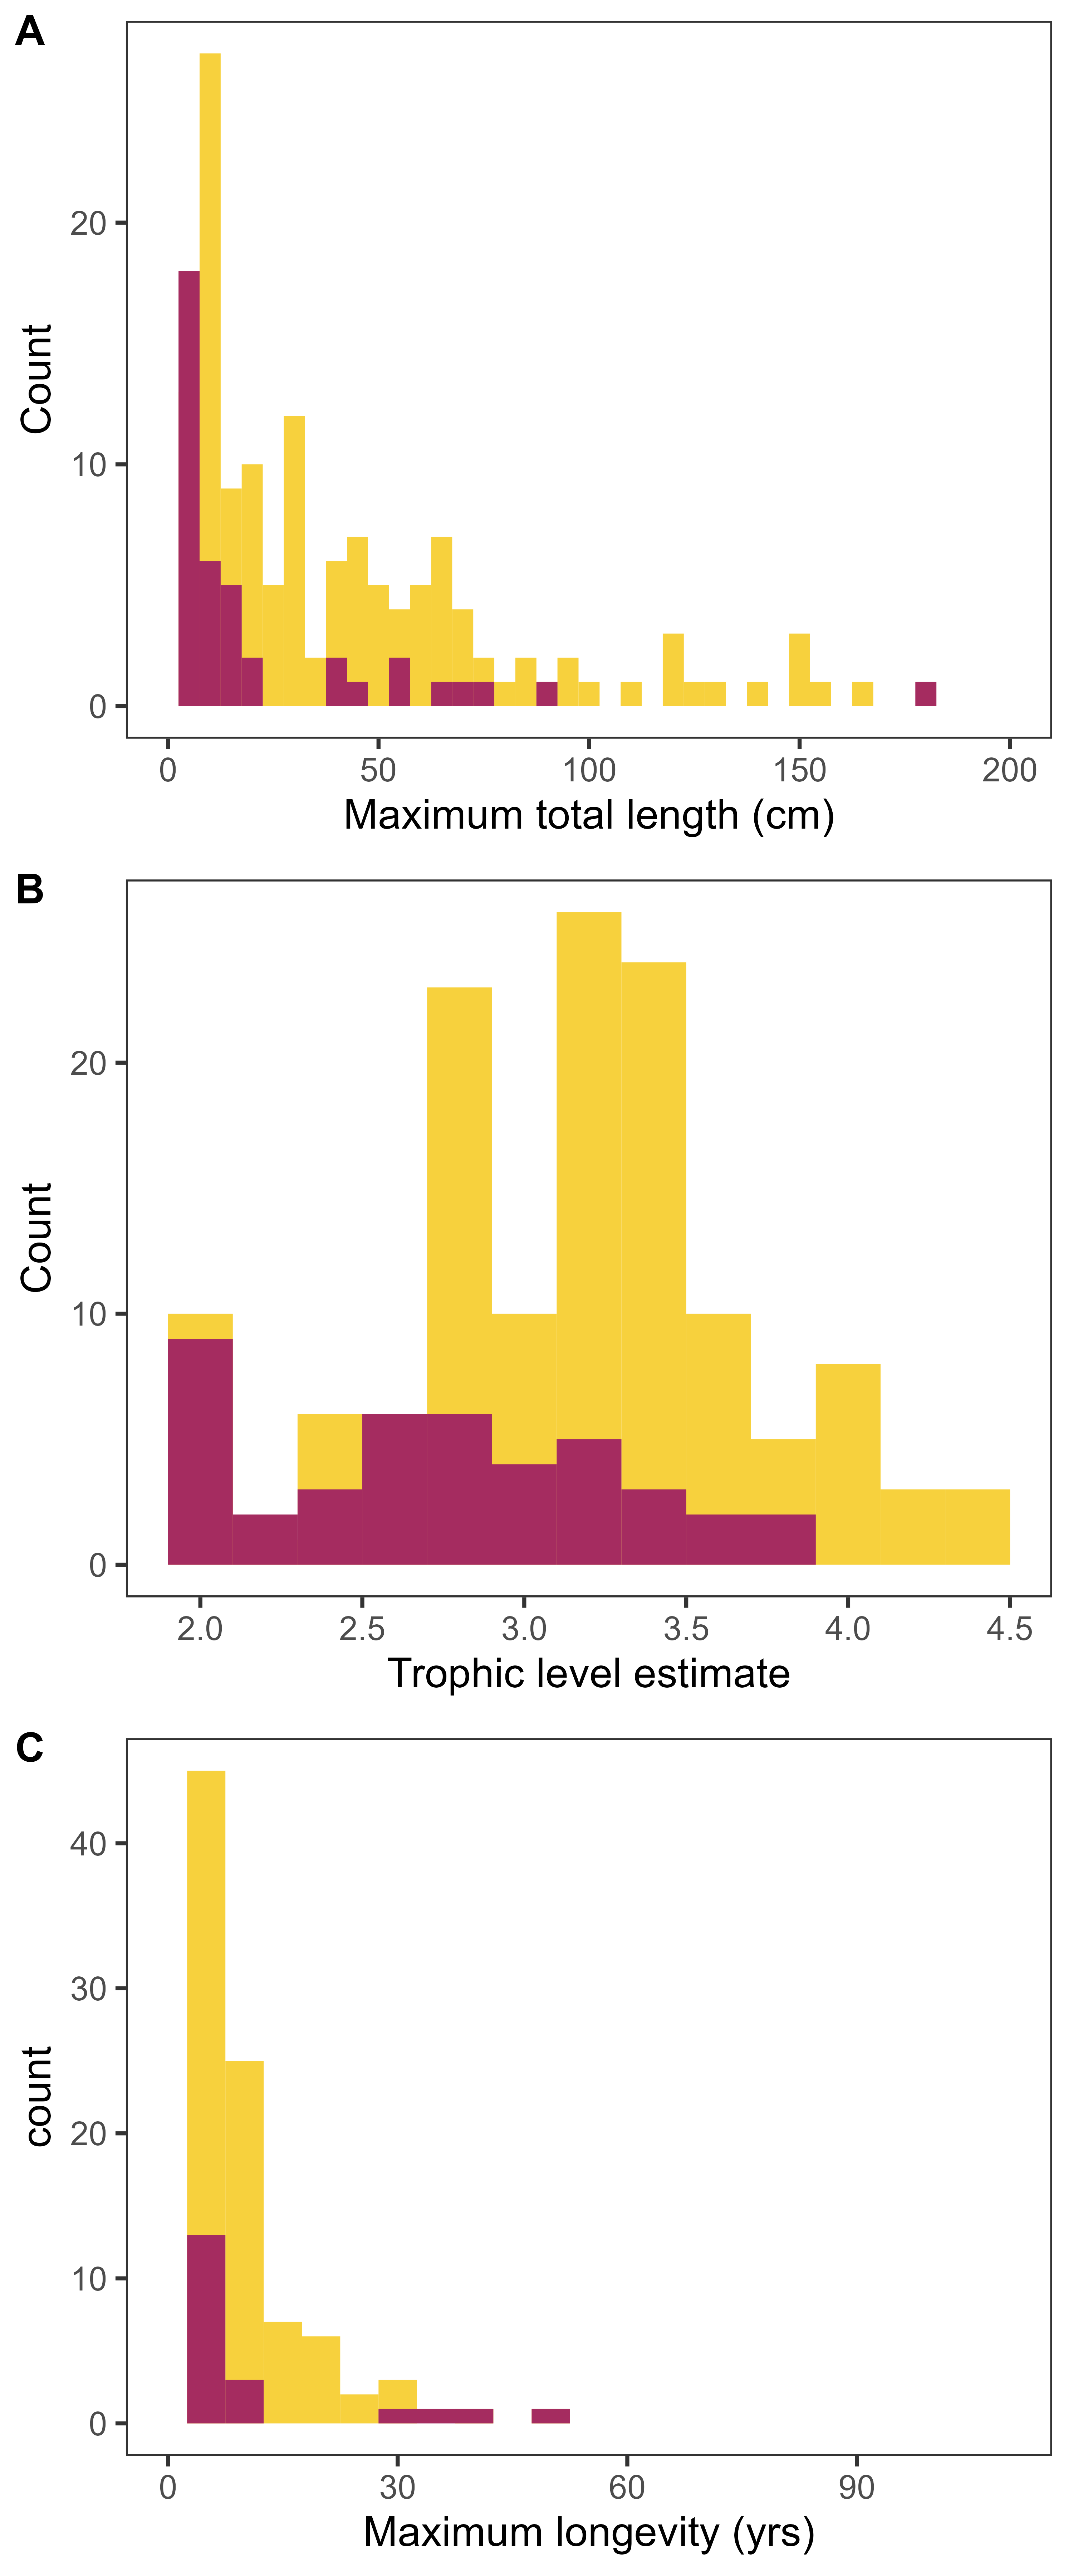 A
Count
20
10
0
0 50 100 150 200
Maximum total length (cm)
B
Count
20
10
0
2.0 2.5 3.0 3.5 4.0 4.5
Trophic level estimate
C
count
40
30
20
10
0
0 30 60 90
Maximum longevity (yrs)